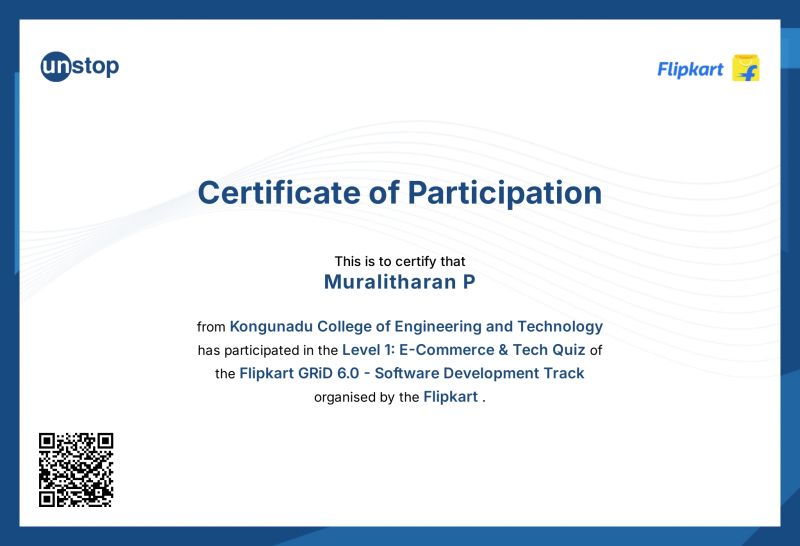 unstop
Flipkart
Certificate of Participation
This is to certify that
Muralitharan P
from Kongunadu College of Engineering and Technology
has participated in the Level 1: E-Commerce & Tech Quiz of
the Flipkart GRiD 6.0 - Software Development Track
organised by the Flipkart .